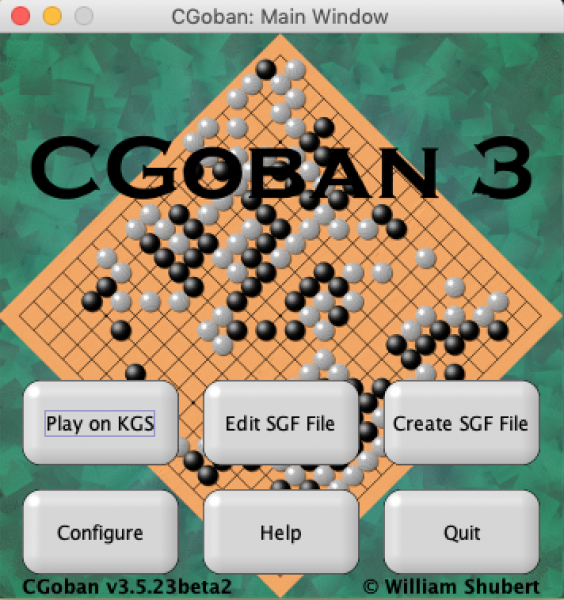 CGoban: Main Window
CGOBAN 3
Play on KGS
Edit SGF File
Create SGF File
Configure
Help
Quit
CGoban v3.5.23beta2
© William Shubert